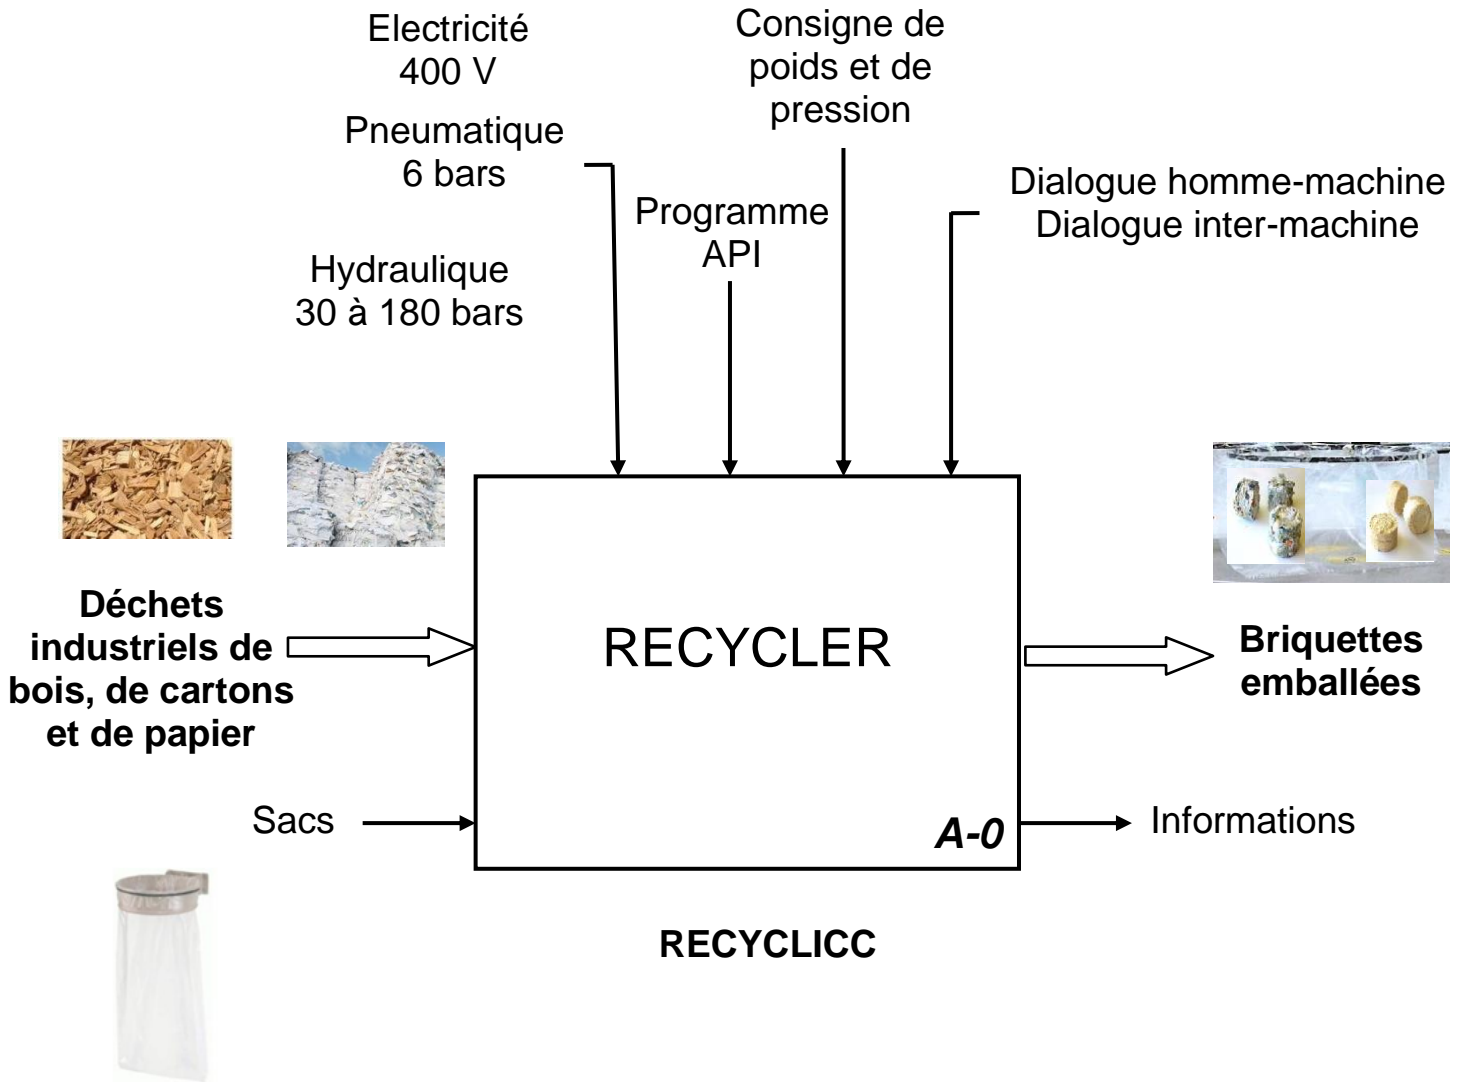 Electricité
400 V
Pneumatique
6 bars
Hydraulique
30 à 180 bars
Programme
API
Consigne de
poids et de
pression
Dialogue homme-machine
Dialogue inter-machine
Déchets
industriels de
bois, de cartons
et de papier
RECYCLER
Briquettes
emballées
Sacs
A-0
Informations
RECYCLICC